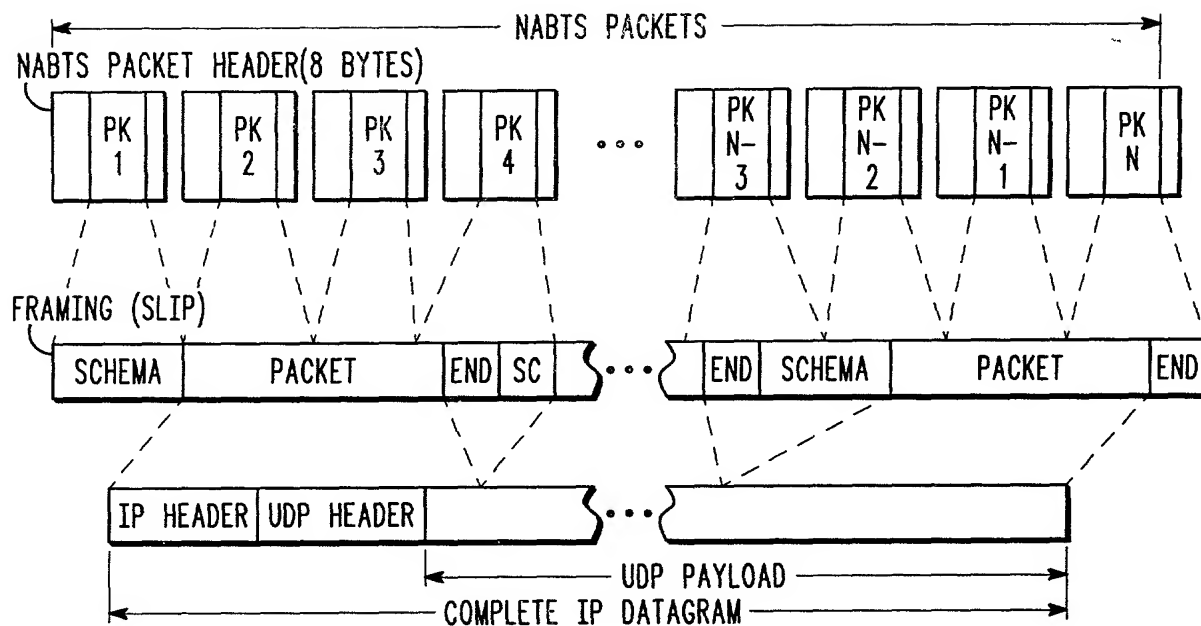 NABTS PACKETS
NABTS PACKET HEADER(8 BYTES)
PK 1
PK 2
PK 3
PK 4
PK N-3
PK N-2
PK N-1
PK N
FRAMING (SLIP)
SCHEMA PACKET END SC END SCHEMA PACKET END
IP HEADER UDP HEADER
UDP PAYLOAD
COMPLETE IP DATAGRAM